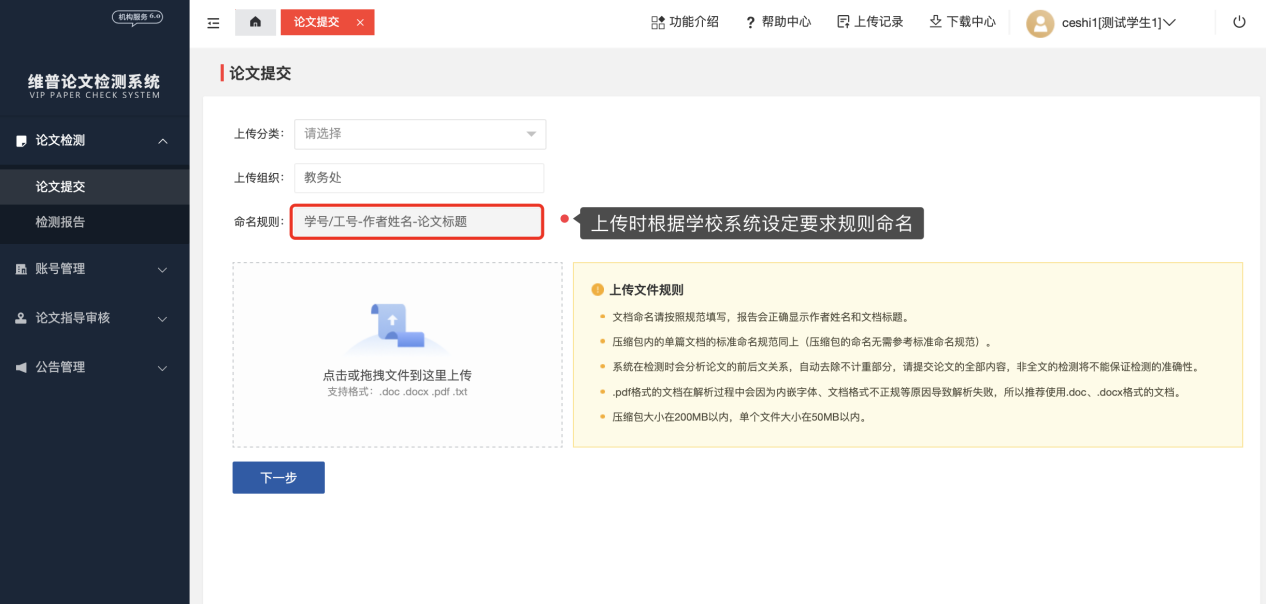 机构服务 6.0
维普论文检测系统
VIP PAPER CHECK SYSTEM
论文检测
论文提交
检测报告
账号管理
论文指导审核
公告管理
论文提交 ×
功能介绍 ? 帮助中心 上传记录 下载中心 ceshi1[测试学生1]
论文提交
上传分类： 请选择
上传组织： 教务处
命名规则： 学号/工号-作者姓名-论文标题
上传时根据学校系统设定要求规则命名
点击或拖拽文件到这里上传
支持格式：.doc .docx .pdf .txt
上传文件规则
文档命名请按照规范填写，报告会正确显示作者姓名和文档标题。
压缩包内的单篇文档的标准命名规范同上（压缩包的命名无需参考标准命名规范）。
系统在检测时会分析论文的前后文关系，自动去除不计重部分，请提交论文的全部内容，非全文的检测将不能保证检测的准确性。
.pdf格式的文档在解析过程中会因为内嵌字体、文档格式不正规等原因导致解析失败，所以推荐使用.doc、.docx格式的文档。
压缩包大小在200MB以内，单个文件大小在50MB以内。
下一步